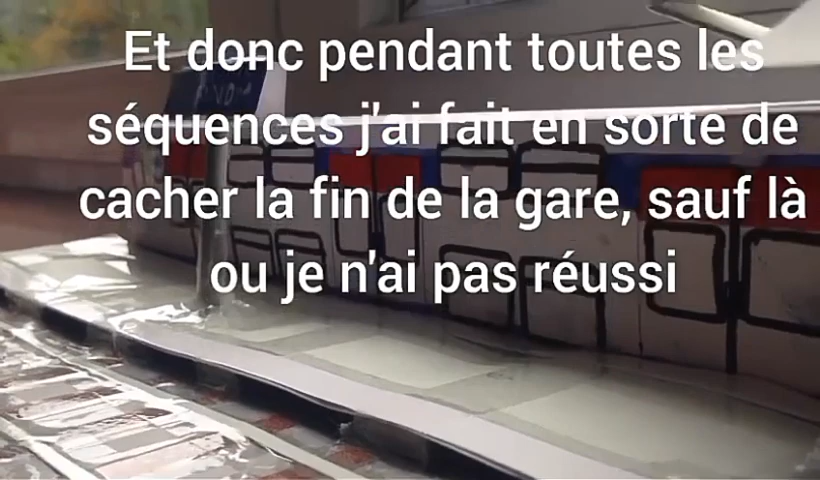 Et donc pendant toutes les
séquences j'ai fait en sorte de
cacher la fin de la gare, sauf là
ou je n'ai pas réussi